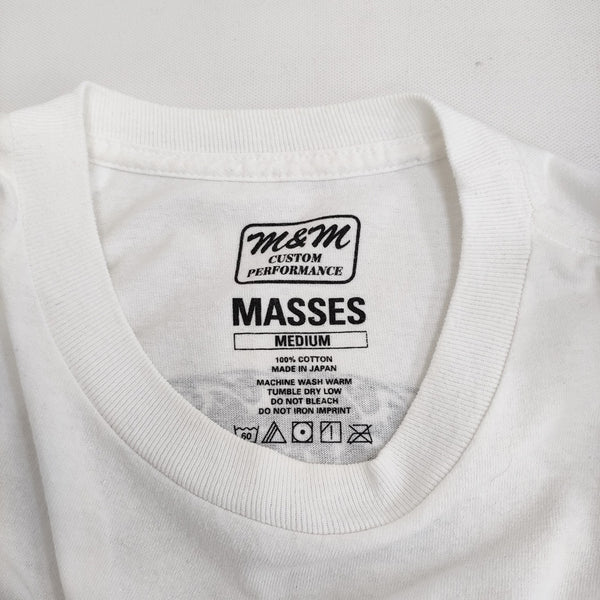 M&M
CUSTOM
PERFORMANCE
MASSES
MEDIUM
100% COTTON
MADE IN JAPAN
MACHINE WASH WARM
TUMBLE DRY LOW
DO NOT BLEACH
DO NOT IRON IMPRINT
60